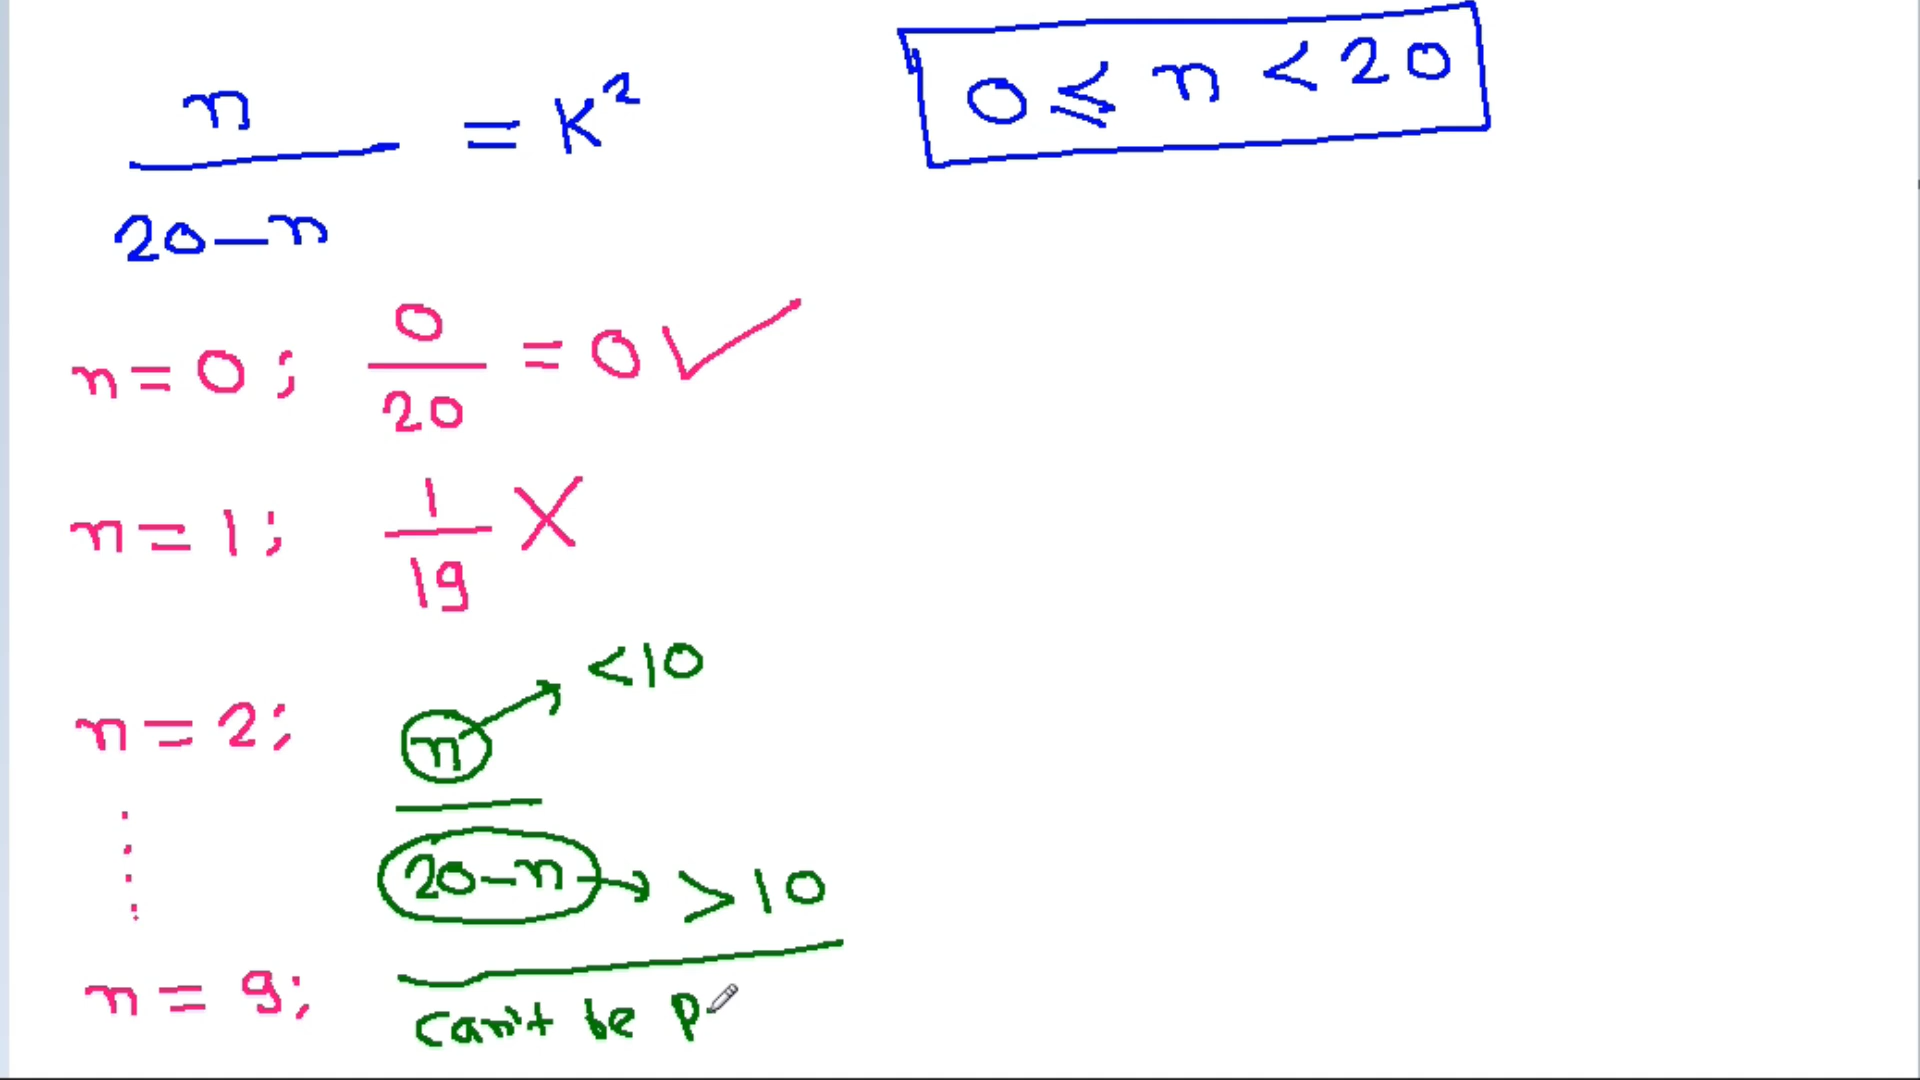 n / 20-n = K²
0 ≤ n < 20
n = 0 ; 0/20 = 0 ✓
n = 1 ; 1/19 X
n = 2 ; n → <10
20-n → >10
n = 9 ;
can't be P